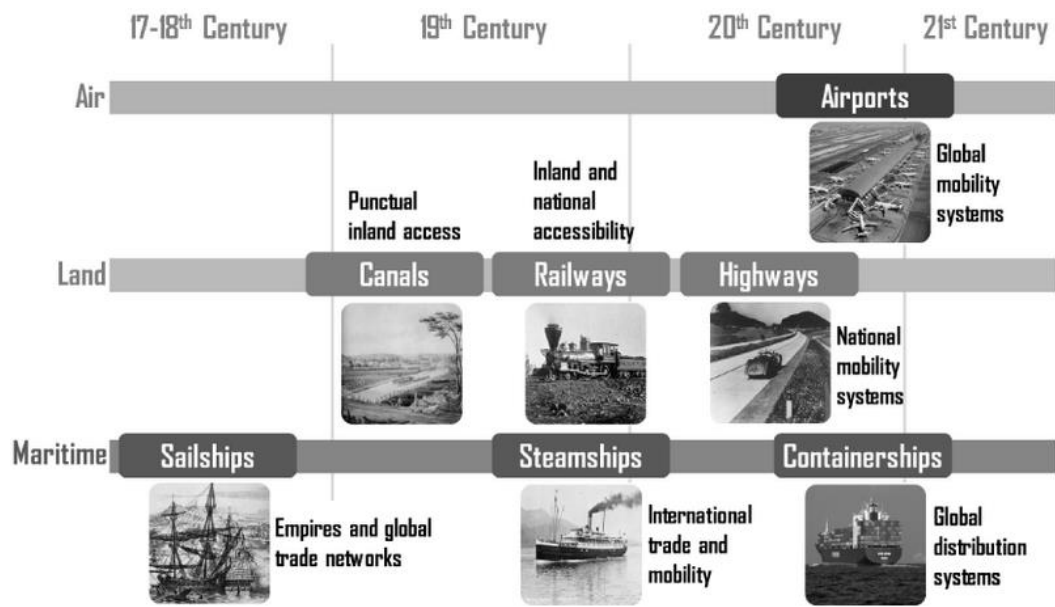 17-18th Century
19th Century
20th Century
21st Century
Air
Airports
Global
mobility
systems
Punctual
inland access
Inland and
national
accessibility
Land
Canals
Railways
Highways
National
mobility
systems
Maritime
Sailships
Steamships
Containerships
Empires and global
trade networks
International
trade and
mobility
Global
distribution
systems